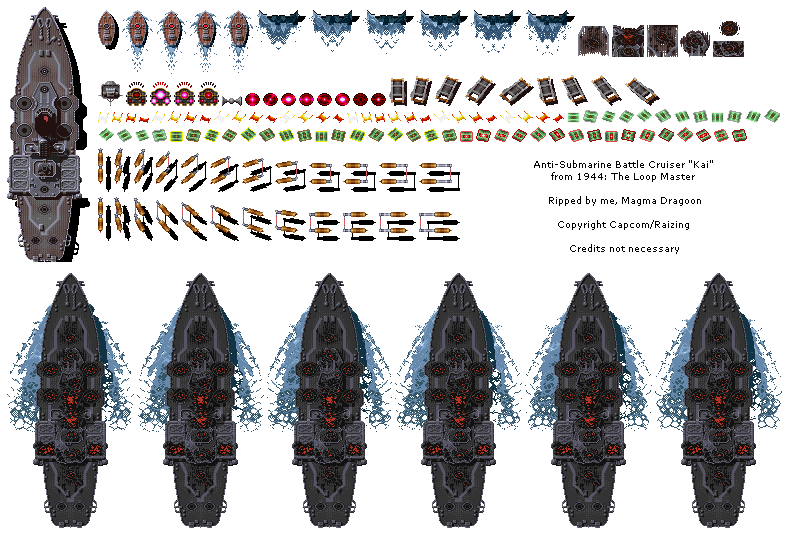 Anti-Submarine Battle Cruiser "Kai"
from 1944: The Loop Master
Ripped by me, Magma Dragoon
Copyright Capcom/Raizing
Credits not necessary